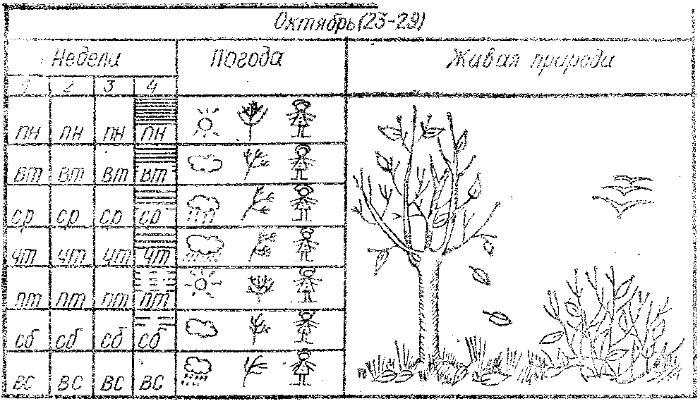 Октябрь (23-29)
Недели Погода Живая природа
1 2 3 4
пн пн пн пн
вт вт вт вт
ср ср ср ср
чт чт чт чт
пт пт пт пт
сб сб сб сб
вс вс вс вс